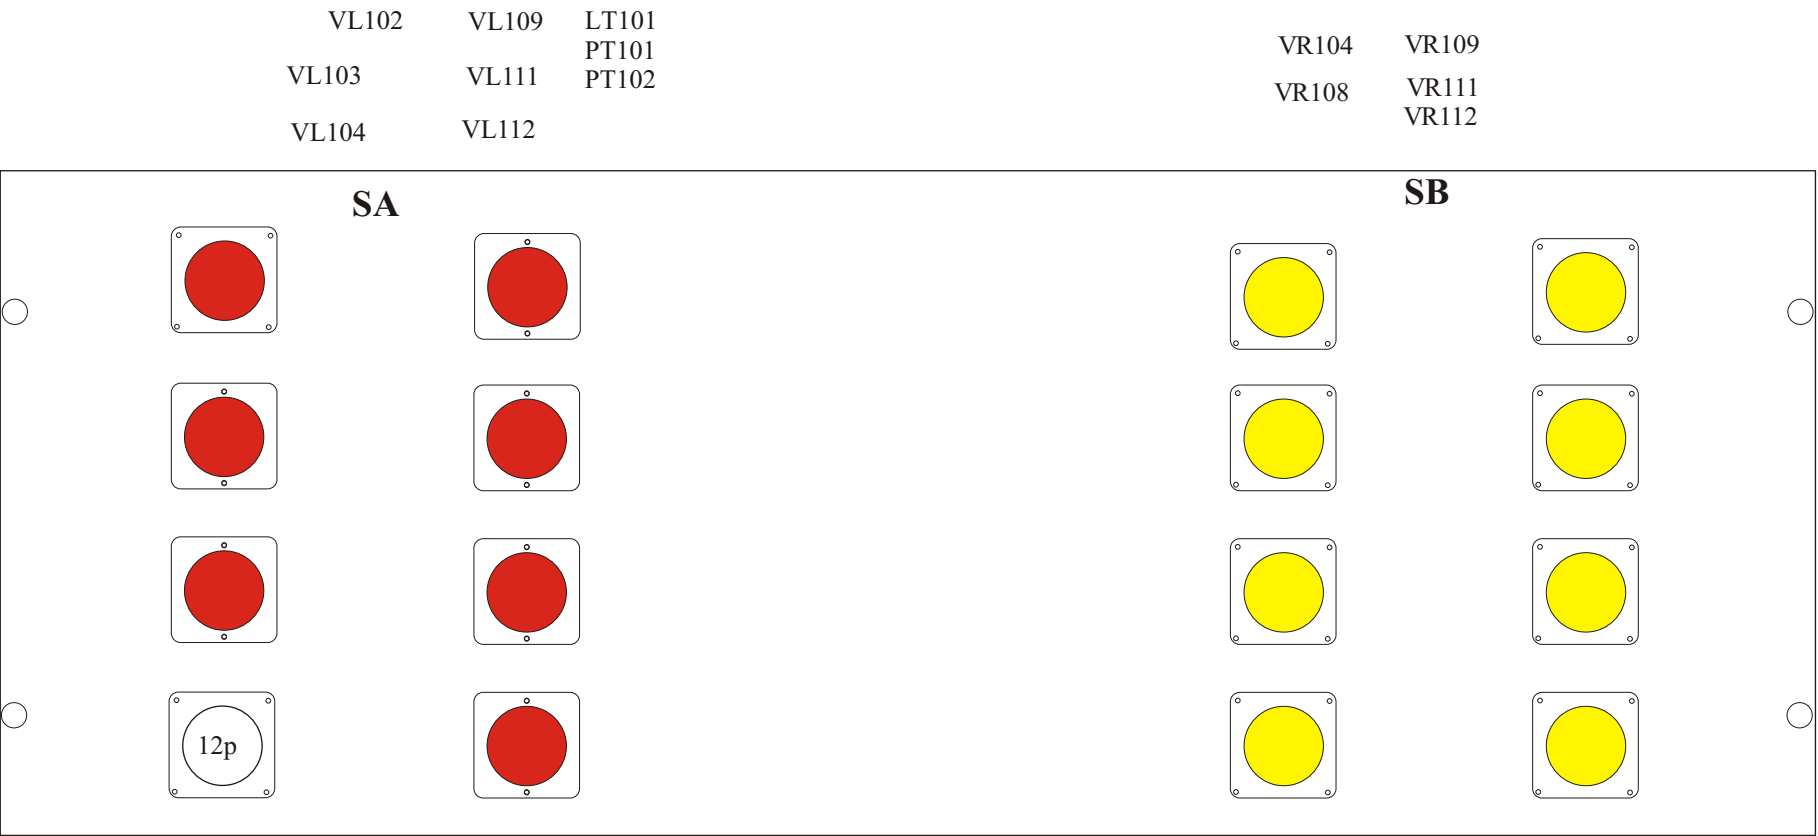 VL102 VL109 LT101
PT101
VL103 VL111 PT102
VL104 VL112
VR104 VR109
VR108 VR111
VR112
SA
SB
12p